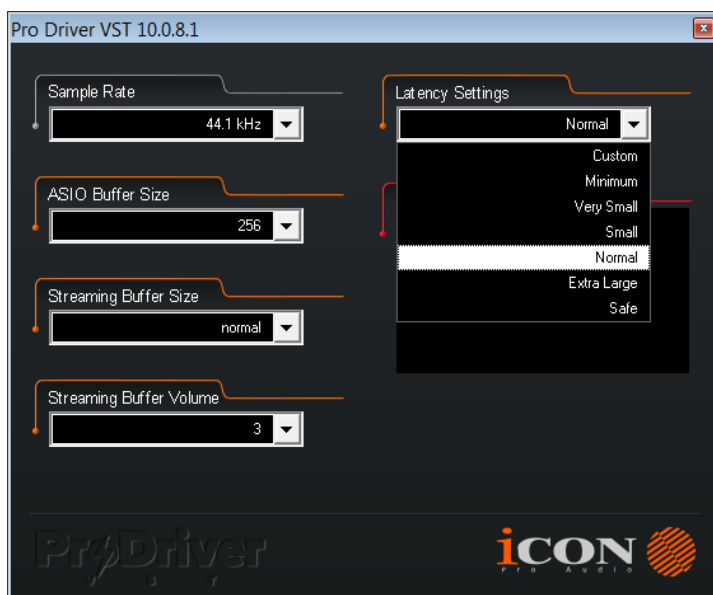 Pro Driver VST 10.0.8.1
Sample Rate
44.1 kHz
ASIO Buffer Size
256
Streaming Buffer Size
normal
Streaming Buffer Volume
3
Latency Settings
Normal
Custom
Minimum
Very Small
Small
Normal
Extra Large
Safe
ProDriver
VST
iCON
Pro Audio